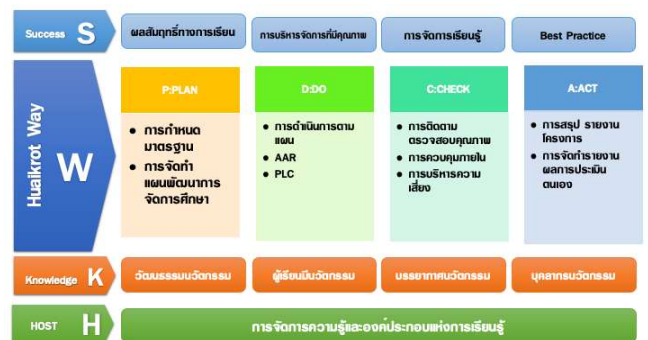 Success S
ผลสัมฤทธิ์ทางการเรียน
การบริหารจัดการที่มีคุณภาพ
การจัดการเรียนรู้
Best Practice
Huaikrot Way
W
P:PLAN
• การกำหนด
มาตรฐาน
• การจัดทำ
แผนพัฒนาการ
จัดการศึกษา
D:DO
• การดำเนินการตาม
แผน
• AAR
• PLC
C:CHECK
• การติดตาม
ตรวจสอบคุณภาพ
• การควบคุมภายใน
• การบริหารความ
เสี่ยง
A:ACT
• การสรุป รายงาน
โครงการ
• การจัดทำรายงาน
ผลการประเมิน
ตนเอง
Knowledge K
วัฒนธรรมนวัตกรรม
ผู้เรียนมีนวัตกรรม
บรรยากาศนวัตกรรม
บุคลากรนวัตกรรม
HOST H
การจัดการความรู้และองค์ประกอบแห่งการเรียนรู้